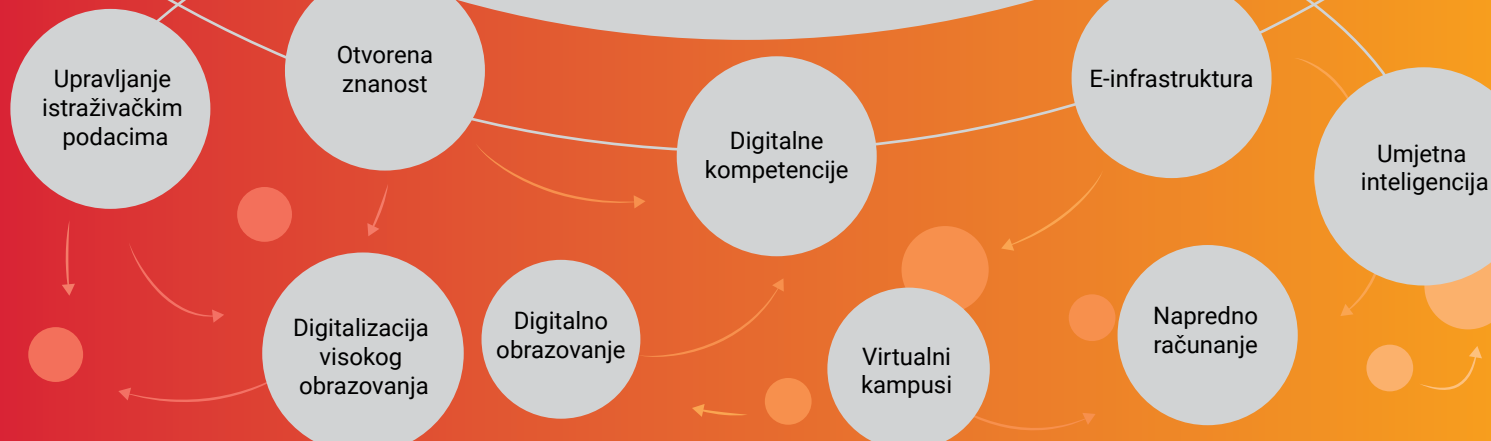 Upravljanje
istraživačkim
podacima
Otvorena
znanost
Digitalne
kompetencije
E-infrastruktura
Umjetna
inteligencija
Digitalizacija
visokog
obrazovanja
Digitalno
obrazovanje
Virtualni
kampusi
Napredno
računanje